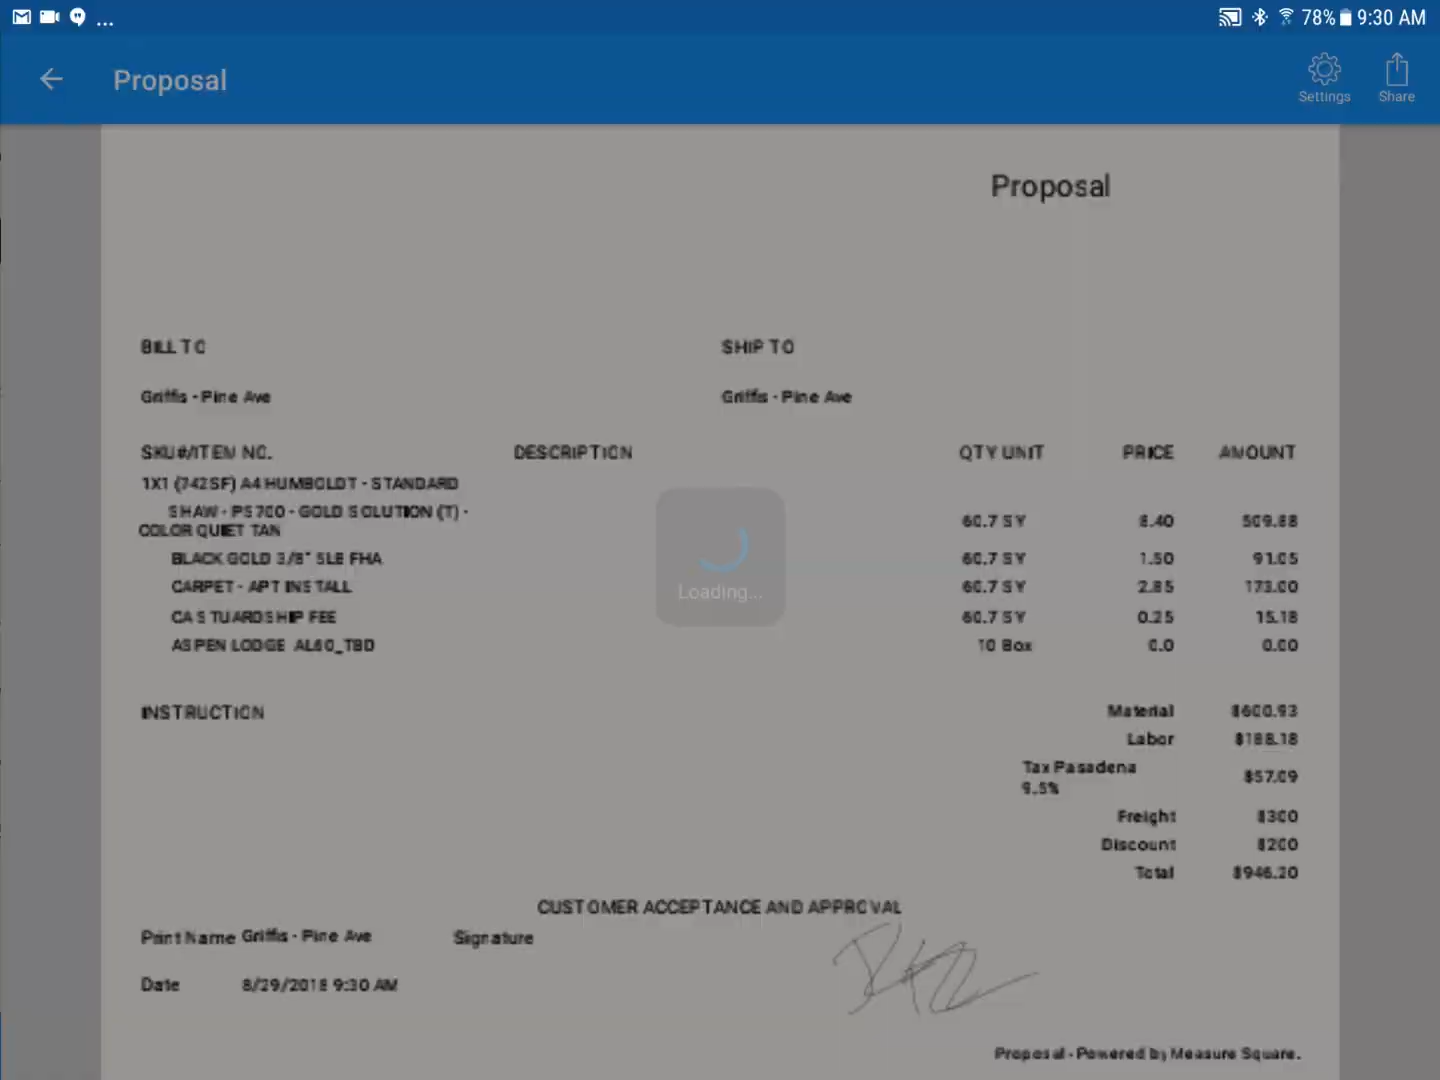 ... 78% 9:30 AM
Proposal
Settings Share
Proposal
BILL TO SHIP TO
Griffis - Pine Ave Griffis - Pine Ave
SKU#/ITEM NO. DESCRIPTION QTY UNIT PRICE AMOUNT
1X1 (742SF) A4 HUMBOLDT - STANDARD
SHAW - PS700 - GOLD SOLUTION (T) -
COLOR QUIET TAN 60.7 SY 8.40 509.88
BLACK GOLD 3/8" 5LB FHA 60.7 SY 1.50 91.05
CARPET - APT INSTALL 60.7 SY 2.85 173.00
CASTUARDSHIP FEE 60.7 SY 0.25 15.18
ASPEN LODGE AL60_TBD 10 Box 0.0 0.00
Loading...
INSTRUCTION
Material $600.93
Labor $188.18
Tax Pasadena
9.5% $57.09
Freight $300
Discount $200
Total $946.20
CUSTOMER ACCEPTANCE AND APPROVAL
Print Name Griffis - Pine Ave Signature
Date 8/29/2018 9:30 AM
Proposal - Powered by Measure Square.